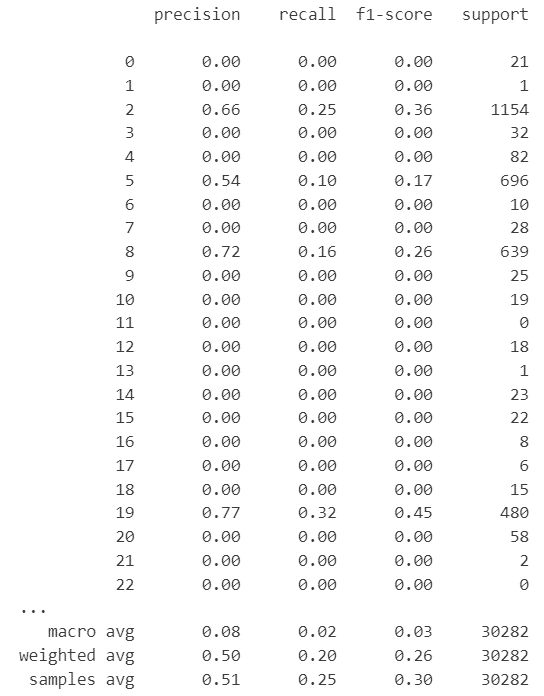 precision recall f1-score support
0 0.00 0.00 0.00 21
1 0.00 0.00 0.00 1
2 0.66 0.25 0.36 1154
3 0.00 0.00 0.00 32
4 0.00 0.00 0.00 82
5 0.54 0.10 0.17 696
6 0.00 0.00 0.00 10
7 0.00 0.00 0.00 28
8 0.72 0.16 0.26 639
9 0.00 0.00 0.00 25
10 0.00 0.00 0.00 19
11 0.00 0.00 0.00 0
12 0.00 0.00 0.00 18
13 0.00 0.00 0.00 1
14 0.00 0.00 0.00 23
15 0.00 0.00 0.00 22
16 0.00 0.00 0.00 8
17 0.00 0.00 0.00 6
18 0.00 0.00 0.00 15
19 0.77 0.32 0.45 480
20 0.00 0.00 0.00 58
21 0.00 0.00 0.00 2
22 0.00 0.00 0.00 0
...
macro avg 0.08 0.02 0.03 30282
weighted avg 0.50 0.20 0.26 30282
samples avg 0.51 0.25 0.30 30282